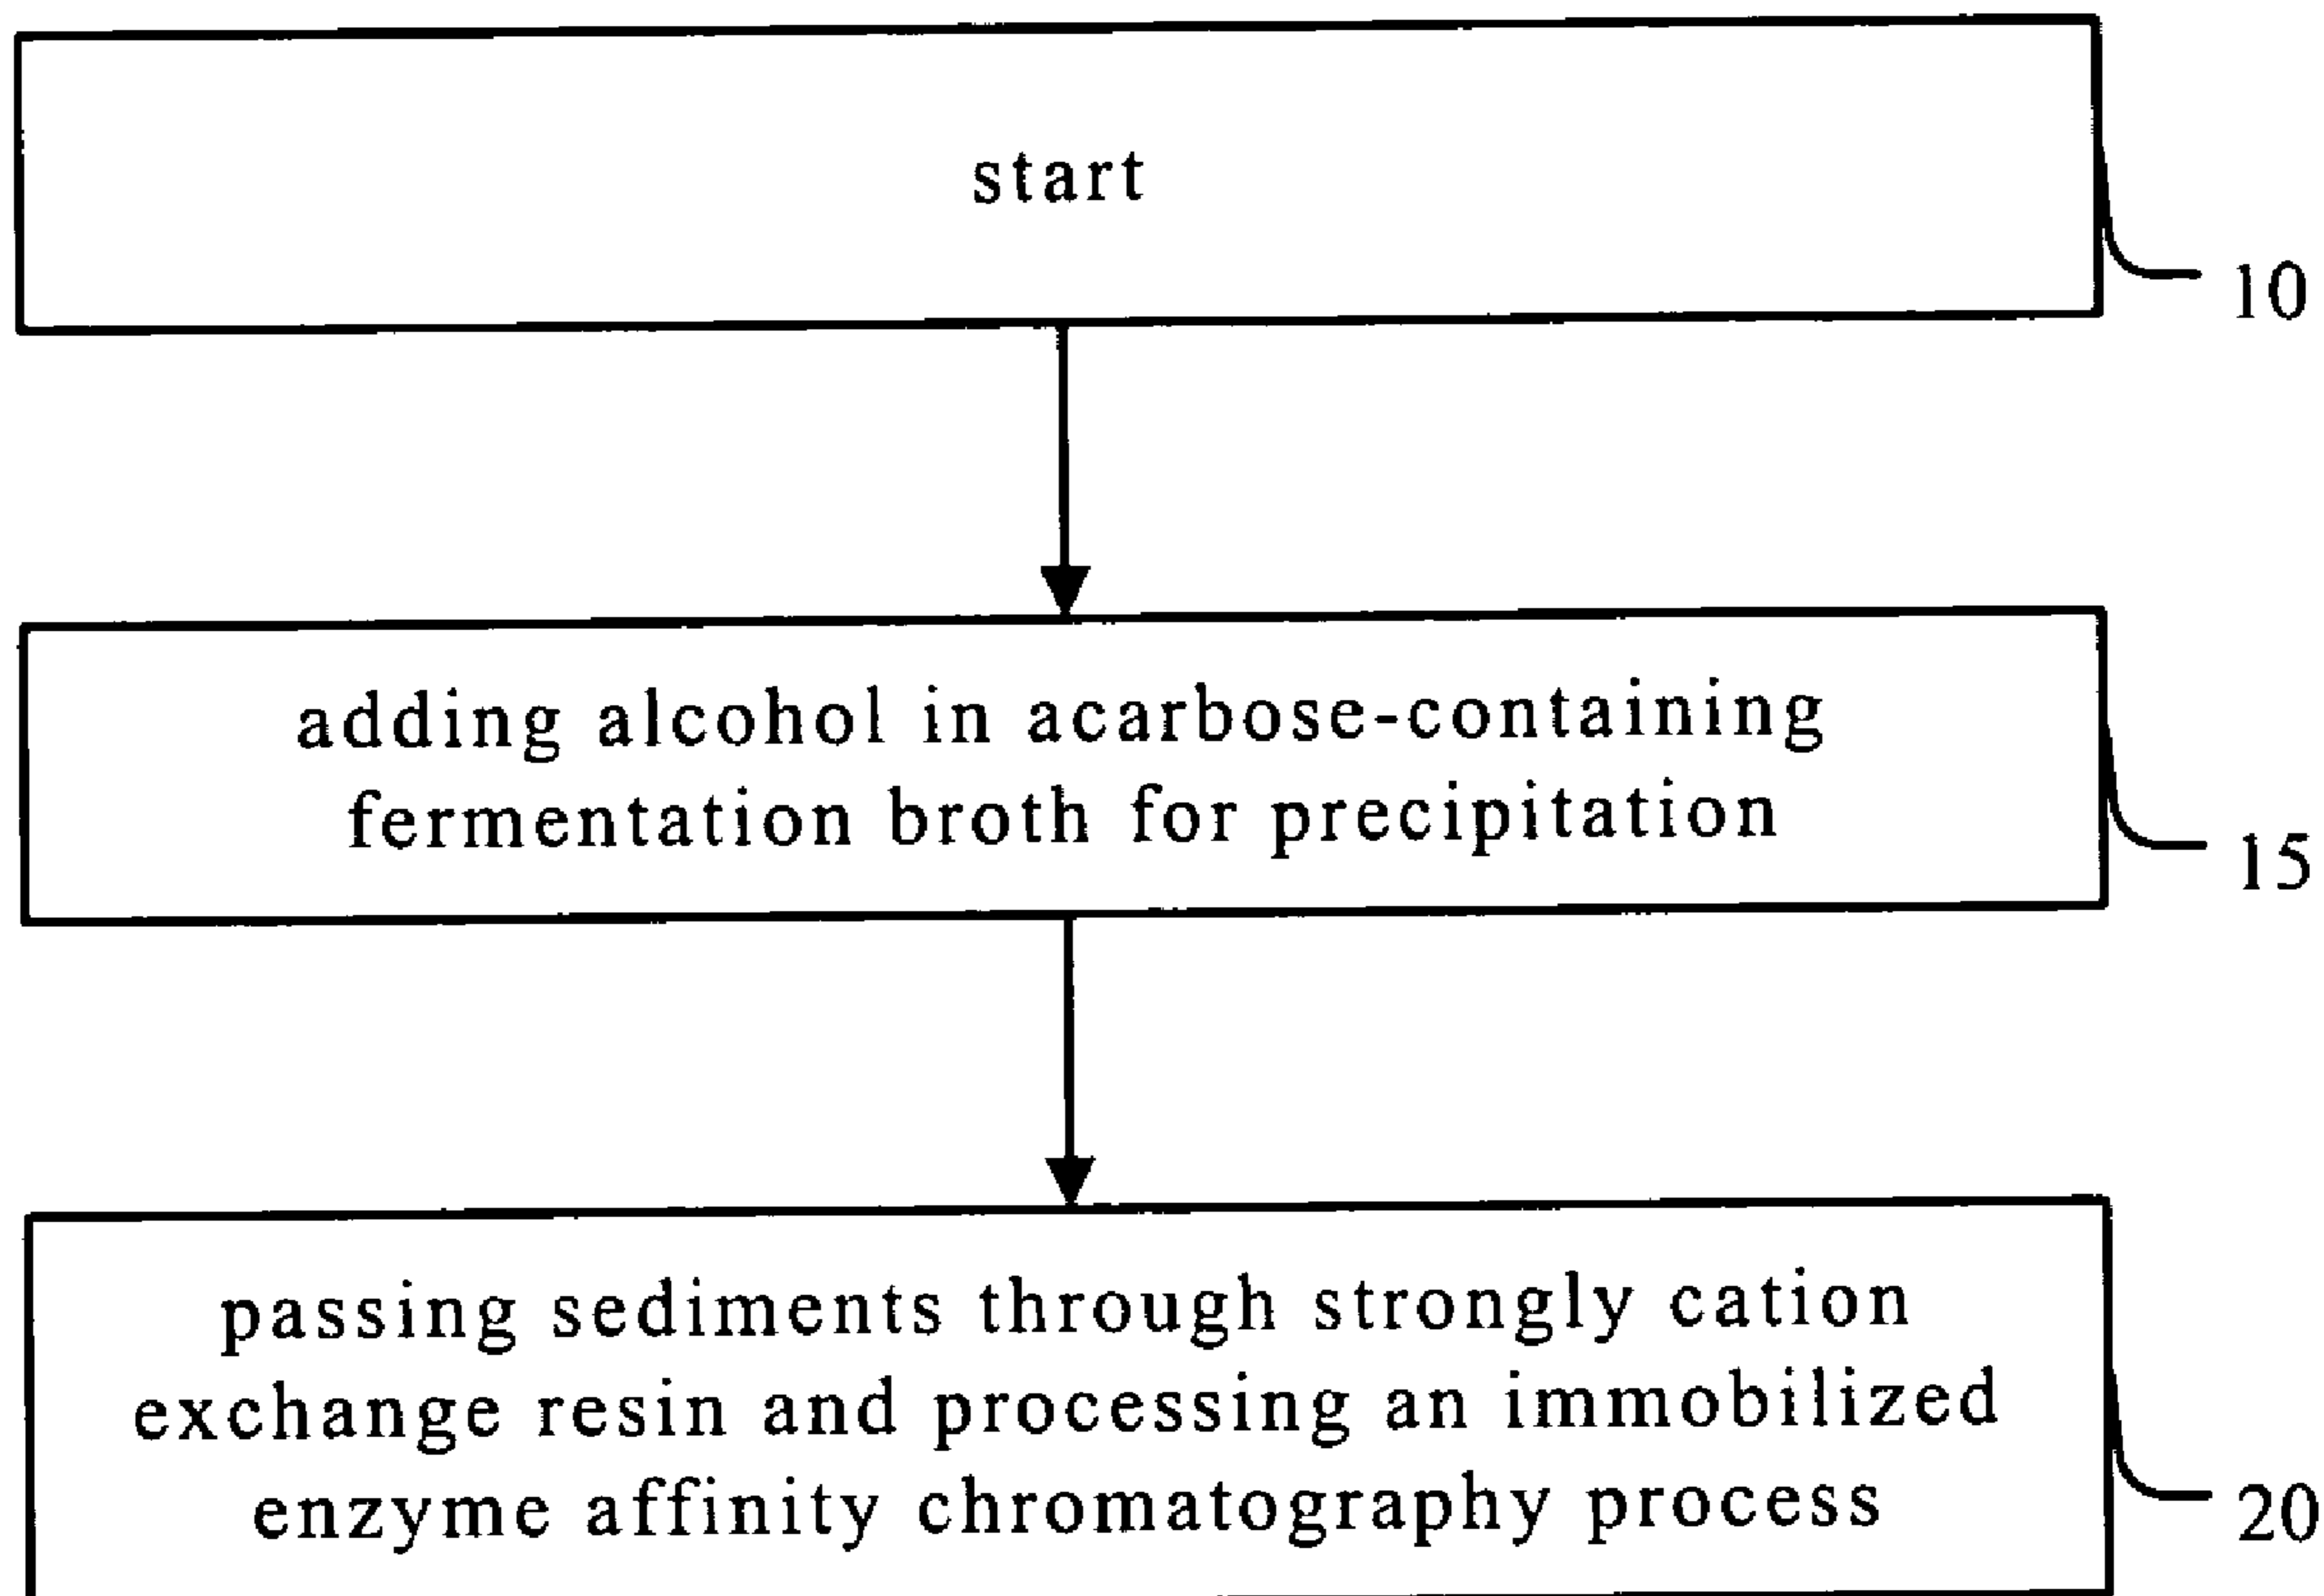 start
10
adding alcohol in acarbose-containing
fermentation broth for precipitation
15
passing sediments through strongly cation
exchange resin and processing an immobilized
enzyme affinity chromatography process
20